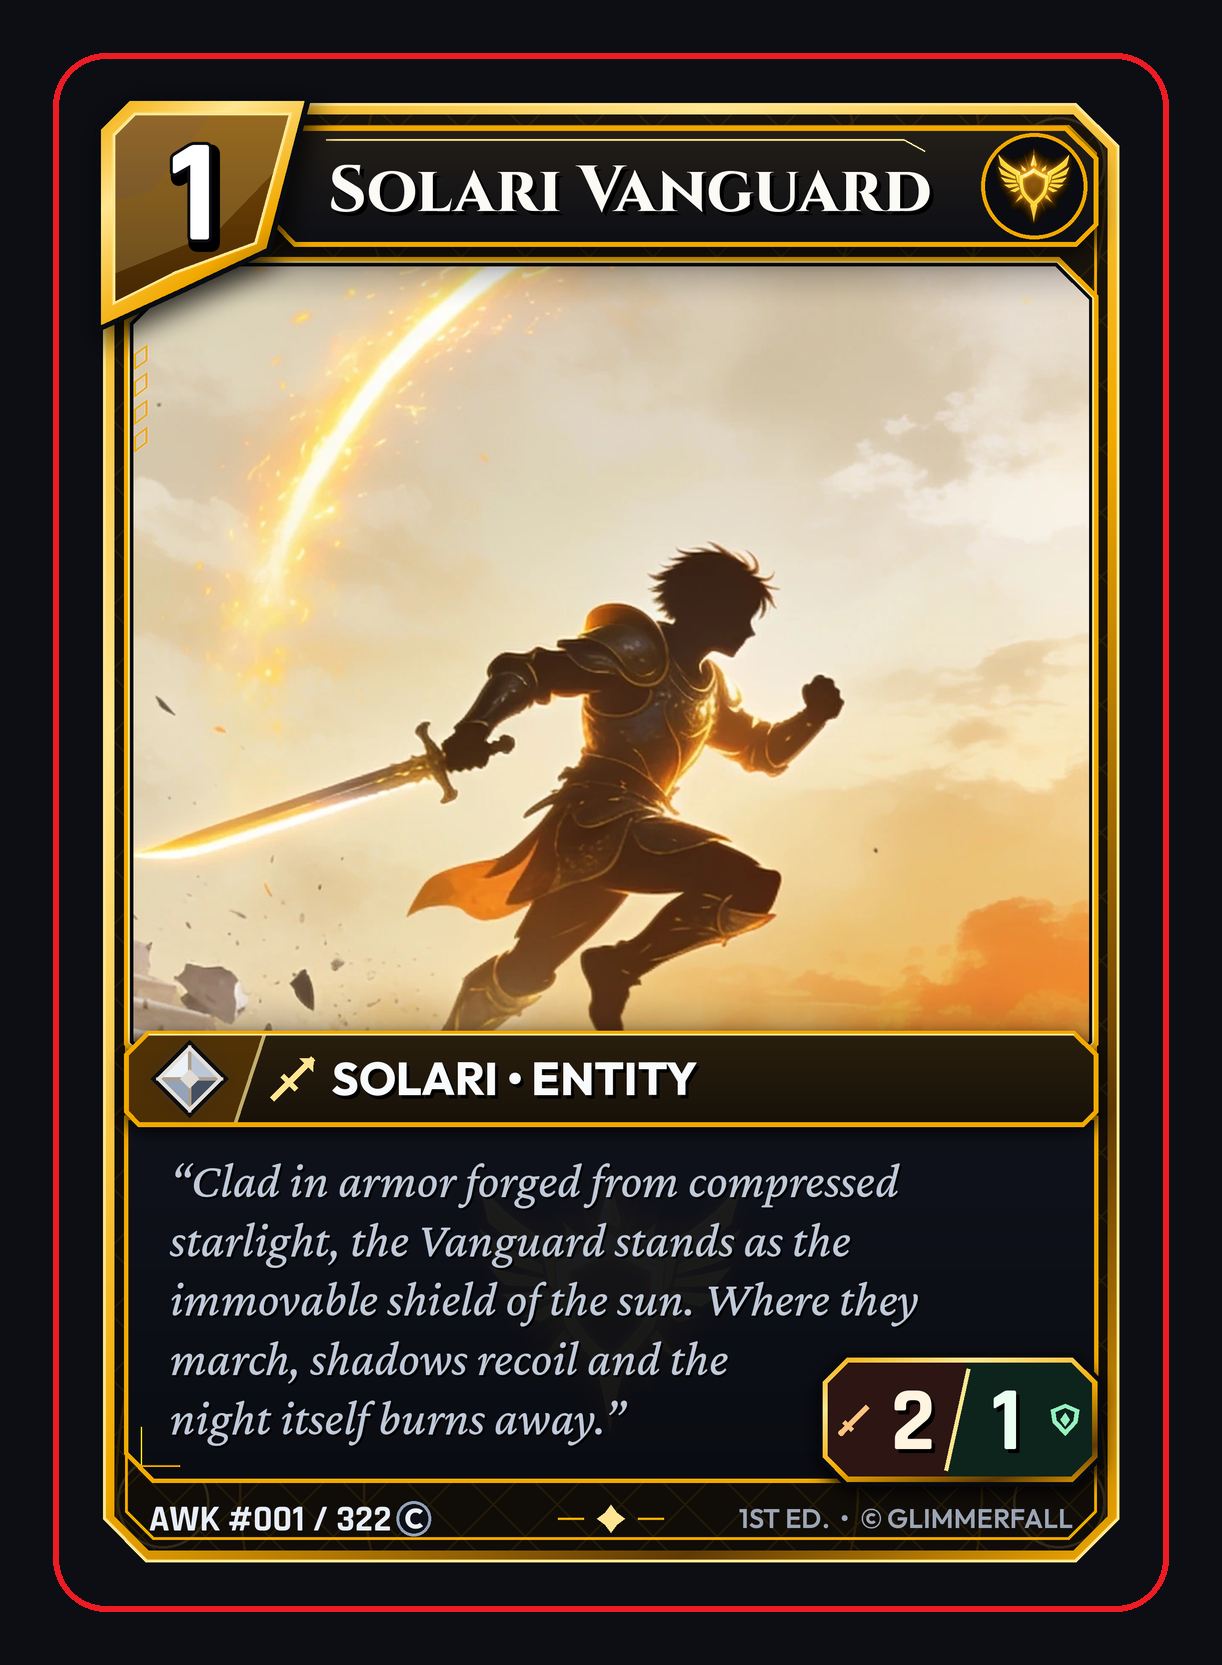 1
SOLARI VANGUARD
SOLARI • ENTITY
“Clad in armor forged from compressed
starlight, the Vanguard stands as the
immovable shield of the sun. Where they
march, shadows recoil and the
night itself burns away.”
2 / 1
AWK #001 / 322 Ⓒ
1ST ED. • © GLIMMERFALL